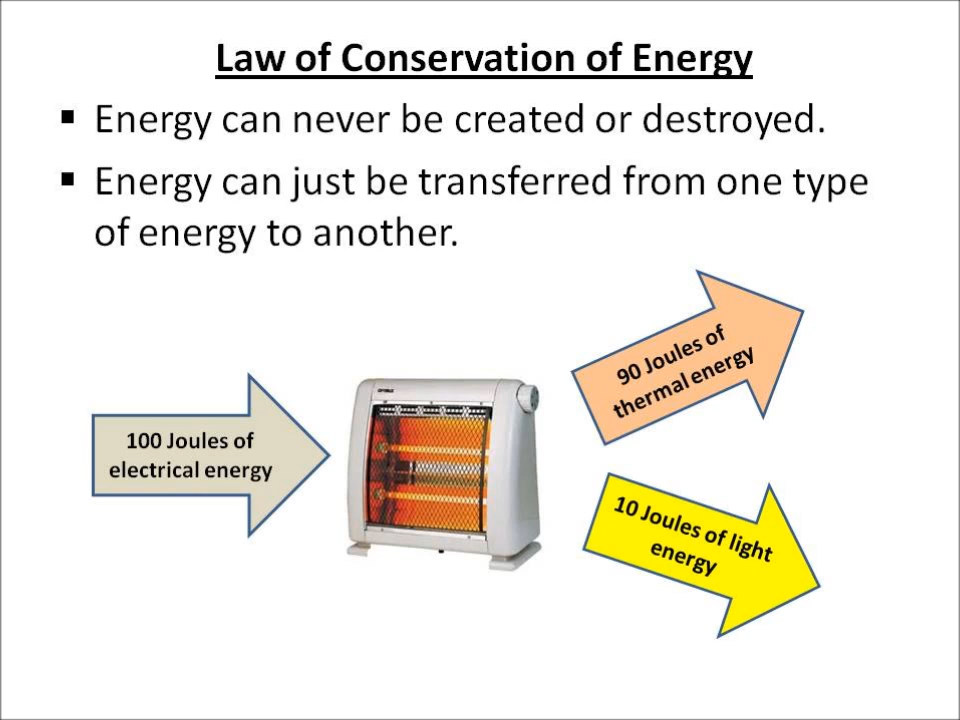 Law of Conservation of Energy
▪ Energy can never be created or destroyed.
▪ Energy can just be transferred from one type
of energy to another.
100 Joules of
electrical energy
90 Joules of
thermal energy
10 Joules of light
energy